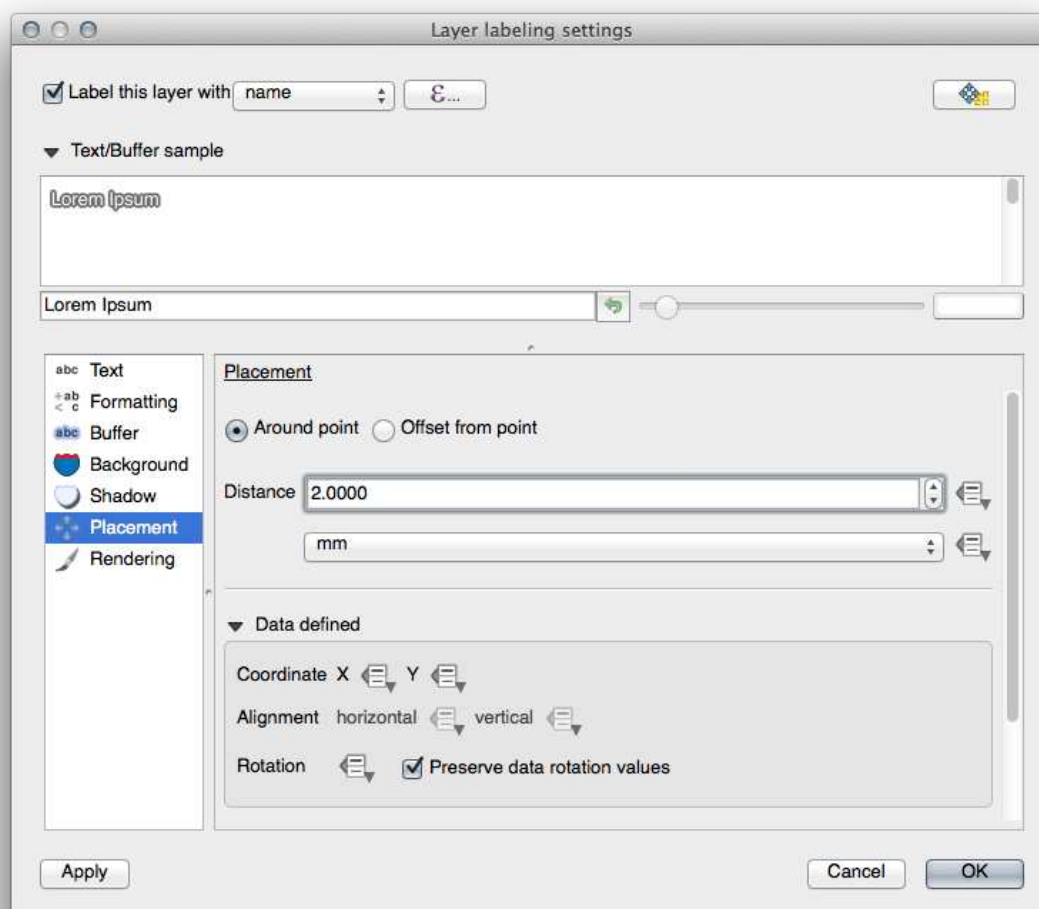 Layer labeling settings
Label this layer with name ε...
Text/Buffer sample
Lorem Ipsum
Lorem Ipsum
abc Text
+ab < c Formatting
abc Buffer
Background
Shadow
Placement
Rendering
Placement
Around point Offset from point
Distance 2.0000
mm
Data defined
Coordinate X Y
Alignment horizontal vertical
Rotation Preserve data rotation values
Apply Cancel OK